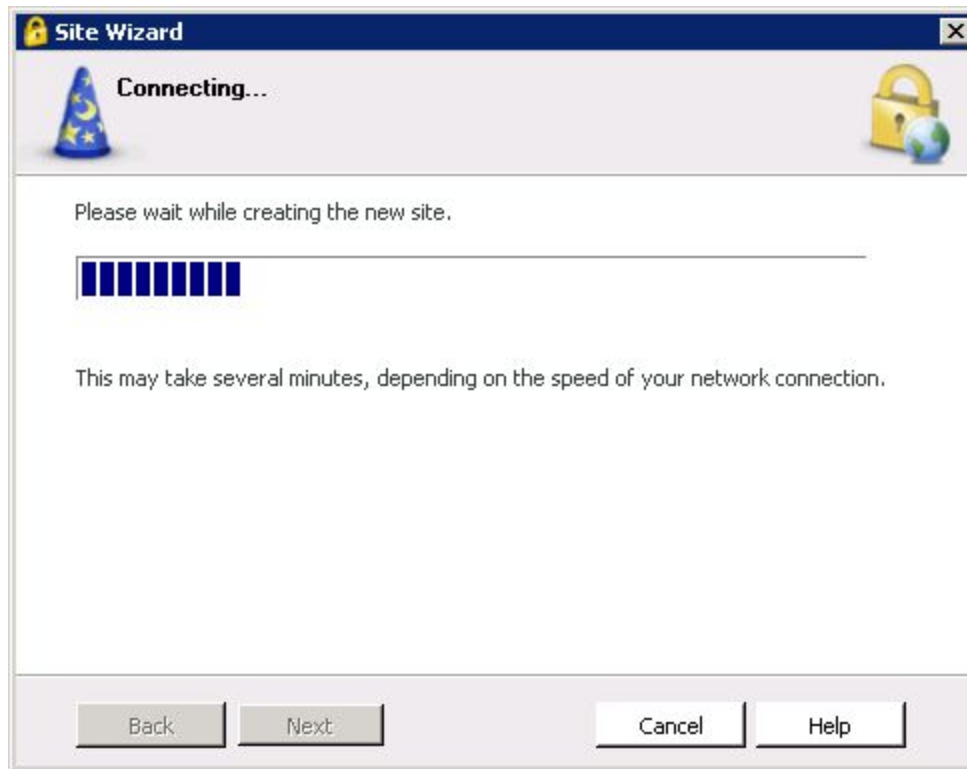 Site Wizard
Connecting...
Please wait while creating the new site.
This may take several minutes, depending on the speed of your network connection.
Back Next Cancel Help